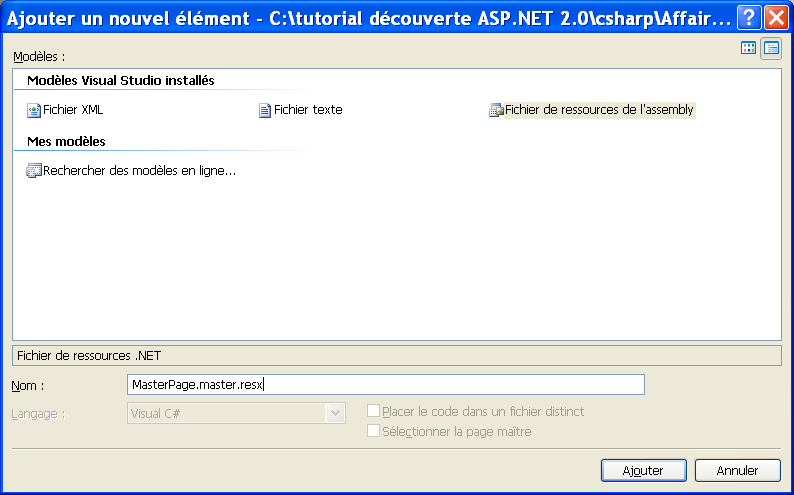 Ajouter un nouvel élément - C:\tutorial découverte ASP.NET 2.0\csharp\Affair...
Modèles :
Modèles Visual Studio installés
Fichier XML
Fichier texte
Fichier de ressources de l'assembly
Mes modèles
Rechercher des modèles en ligne...
Fichier de ressources .NET
Nom :
MasterPage.master.resx
Langage :
Visual C#
Placer le code dans un fichier distinct
Sélectionner la page maître
Ajouter
Annuler